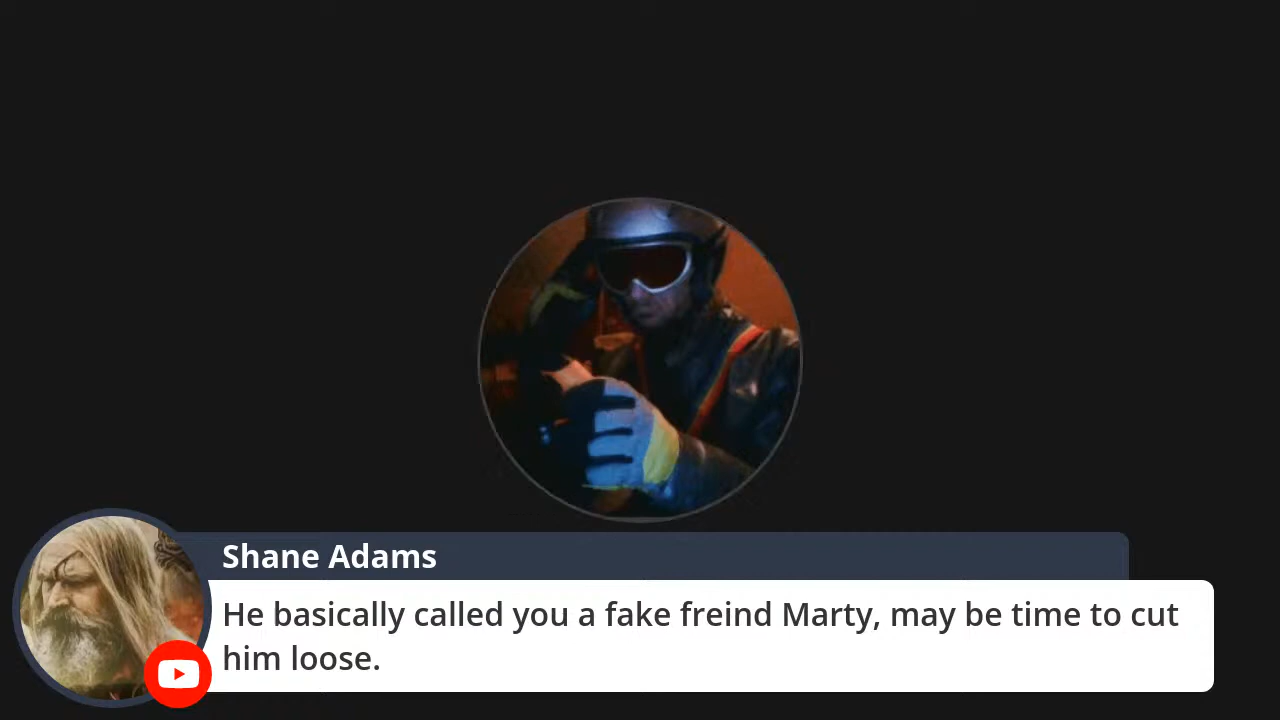 Shane Adams
He basically called you a fake freind Marty, may be time to cut
him loose.